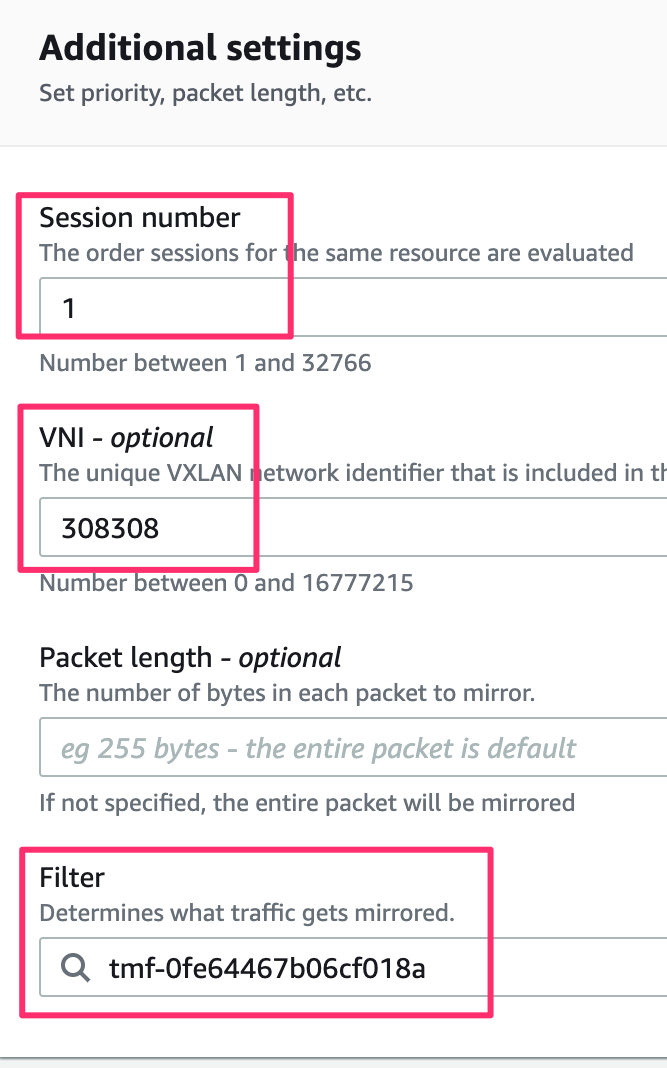 Additional settings
Set priority, packet length, etc.
Session number
The order sessions for the same resource are evaluated
1
Number between 1 and 32766
VNI - optional
The unique VXLAN network identifier that is included in
308308
Number between 0 and 16777215
Packet length - optional
The number of bytes in each packet to mirror.
eg 255 bytes - the entire packet is default
If not specified, the entire packet will be mirrored
Filter
Determines what traffic gets mirrored.
tmf-0fe64467b06cf018a